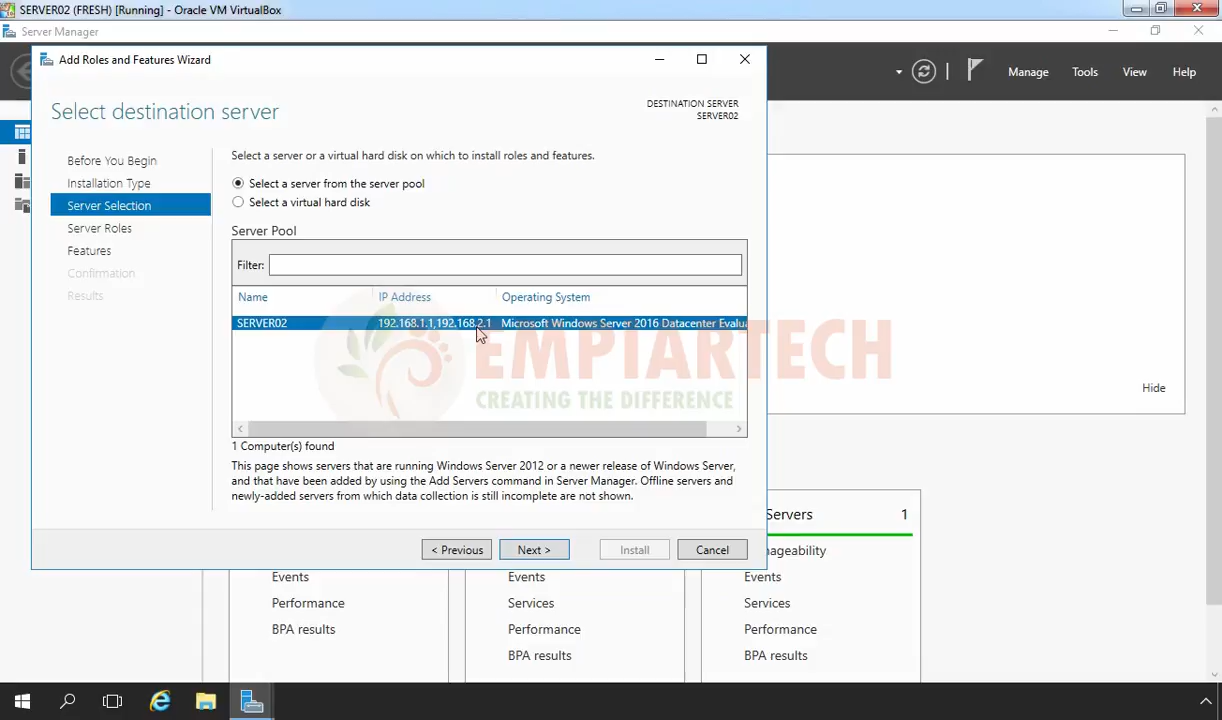 SERVER02 (FRESH) [Running] - Oracle VM VirtualBox
Server Manager
Add Roles and Features Wizard
Manage Tools View Help
Select destination server
DESTINATION SERVER
SERVER02
Before You Begin
Installation Type
Server Selection
Server Roles
Features
Confirmation
Results
Select a server or a virtual hard disk on which to install roles and features.
Select a server from the server pool
Select a virtual hard disk
Server Pool
Filter:
Name IP Address Operating System
SERVER02 192.168.1.1,192.168.2.1 Microsoft Windows Server 2016 Datacenter Evalua
EMPIARTECH
CREATING THE DIFFERENCE
Hide
1 Computer(s) found
This page shows servers that are running Windows Server 2012 or a newer release of Windows Server,
and that have been added by using the Add Servers command in Server Manager. Offline servers and
newly-added servers from which data collection is still incomplete are not shown.
< Previous Next > Install Cancel
Servers 1
nageability
Events Events Events
Performance Services Services
BPA results Performance Performance
BPA results BPA results